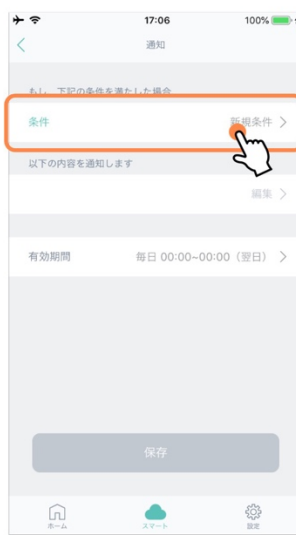 17:06
100%
通知
もし、下記の条件を満たした場合
条件
新規条件
以下の内容を通知します
編集
有効期間
毎日 00:00~00:00（翌日）
保存
ホーム
スマート
設定